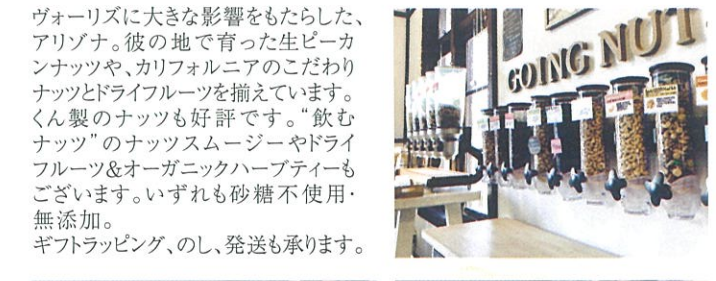 ヴォーリズに大きな影響をもたらした、
アリゾナ。彼の地で育った生ピーカ
ンナッツや、カリフォルニアのこだわり
ナッツとドライフルーツを揃えています。
くん製のナッツも好評です。“飲む
ナッツ”のナッツスムージーやドライ
フルーツ&オーガニックハーブティーも
ございます。いずれも砂糖不使用・
無添加。
ギフトラッピング、のし、発送も承ります。
GOING NUT